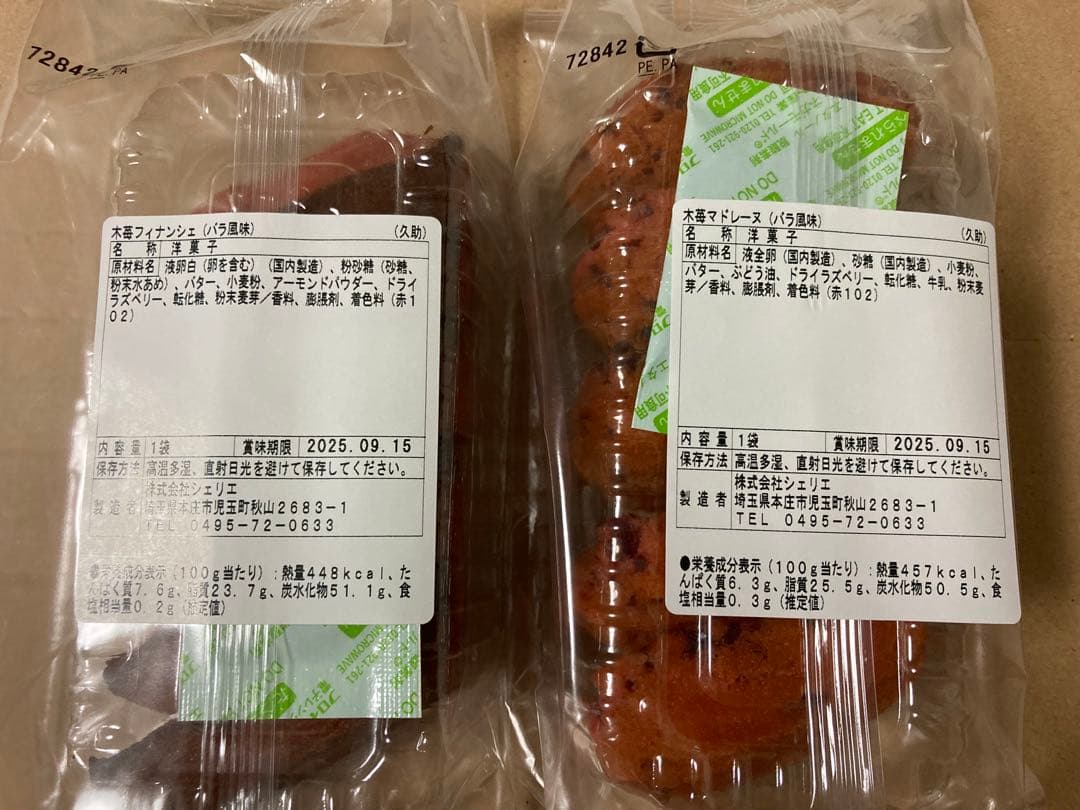 72842
PE, PA
木苺フィナンシェ(バラ風味) (久助)
名 称 洋菓子
原材料名 液卵白(卵を含む)(国内製造)、粉砂糖(砂糖、
粉末水あめ)、バター、小麦粉、アーモンドパウダー、ドライ
ラズベリー、転化糖、粉末麦芽/香料、膨脹剤、着色料(赤1
02)
内容量 1袋 賞味期限 2025.09.15
保存方法 高温多湿、直射日光を避けて保存してください。
製造者 株式会社シェリエ
埼玉県本庄市児玉町秋山2683-1
TEL 0495-72-0633
●栄養成分表示(100g当たり):熱量448kcal、た
んぱく質7.6g、脂質23.7g、炭水化物51.1g、食
塩相当量0.2g(推定値)
72842
PE, PA
不可食用
DO NOT MICROWAVE
TEL 0120-921-261
脱酸素剤
DO NOT
木苺マドレーヌ(バラ風味) (久助)
名 称 洋菓子
原材料名 液全卵(国内製造)、砂糖(国内製造)、小麦粉、
バター、ぶどう油、ドライラズベリー、転化糖、牛乳、粉末麦
芽/香料、膨脹剤、着色料(赤102)
内容量 1袋 賞味期限 2025.09.15
保存方法 高温多湿、直射日光を避けて保存してください。
製造者 株式会社シェリエ
埼玉県本庄市児玉町秋山2683-1
TEL 0495-72-0633
●栄養成分表示(100g当たり):熱量457kcal、た
んぱく質6.3g、脂質25.5g、炭水化物50.5g、食
塩相当量0.3g(推定値)